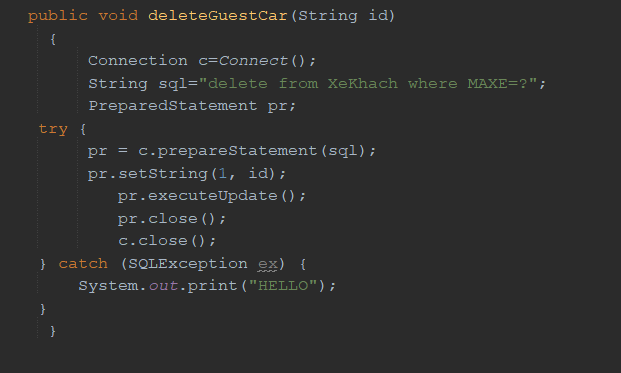 public void deleteGuestCar(String id)
{
Connection c=Connect();
String sql="delete from XeKhach where MAXE=?";
PreparedStatement pr;
try {
pr = c.prepareStatement(sql);
pr.setString(1, id);
pr.executeUpdate();
pr.close();
c.close();
} catch (SQLException ex) {
System.out.print("HELLO");
}
}